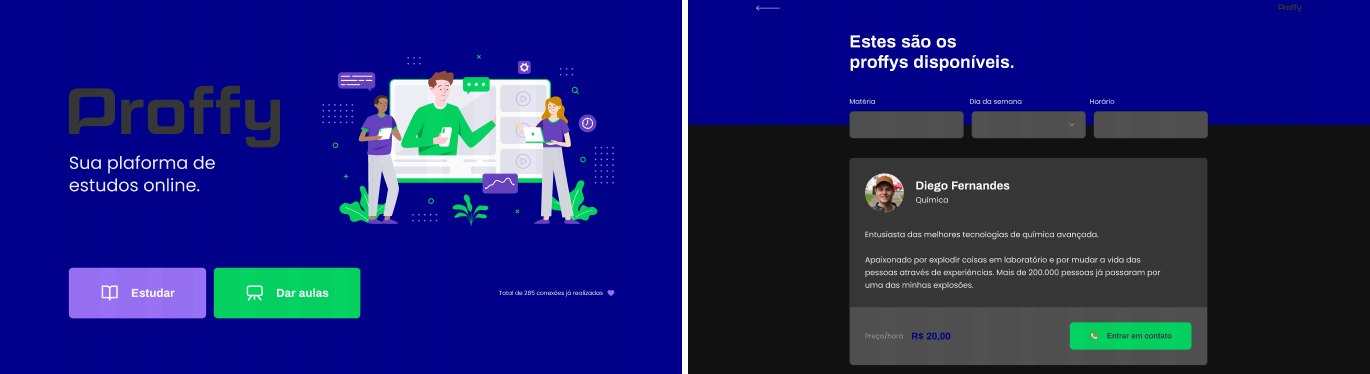 Proffy
Sua plaforma de
estudos online.
Estudar
Dar aulas
Total de 285 conexões já realizadas
Proffy
Estes são os
proffys disponíveis.
Matéria
Dia da semana
Horário
Diego Fernandes
Química
Entusiasta das melhores tecnologias de química avançada.
Apaixonado por explodir coisas em laboratório e por mudar a vida das
pessoas através de experiências. Mais de 200.000 pessoas já passaram por
uma das minhas explosões.
Preço/hora R$ 20,00
Entrar em contato